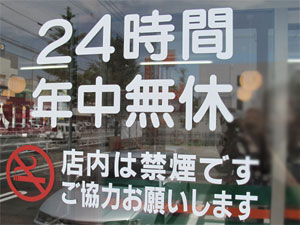 24時間
年中無休
店内は禁煙です
ご協力お願いします